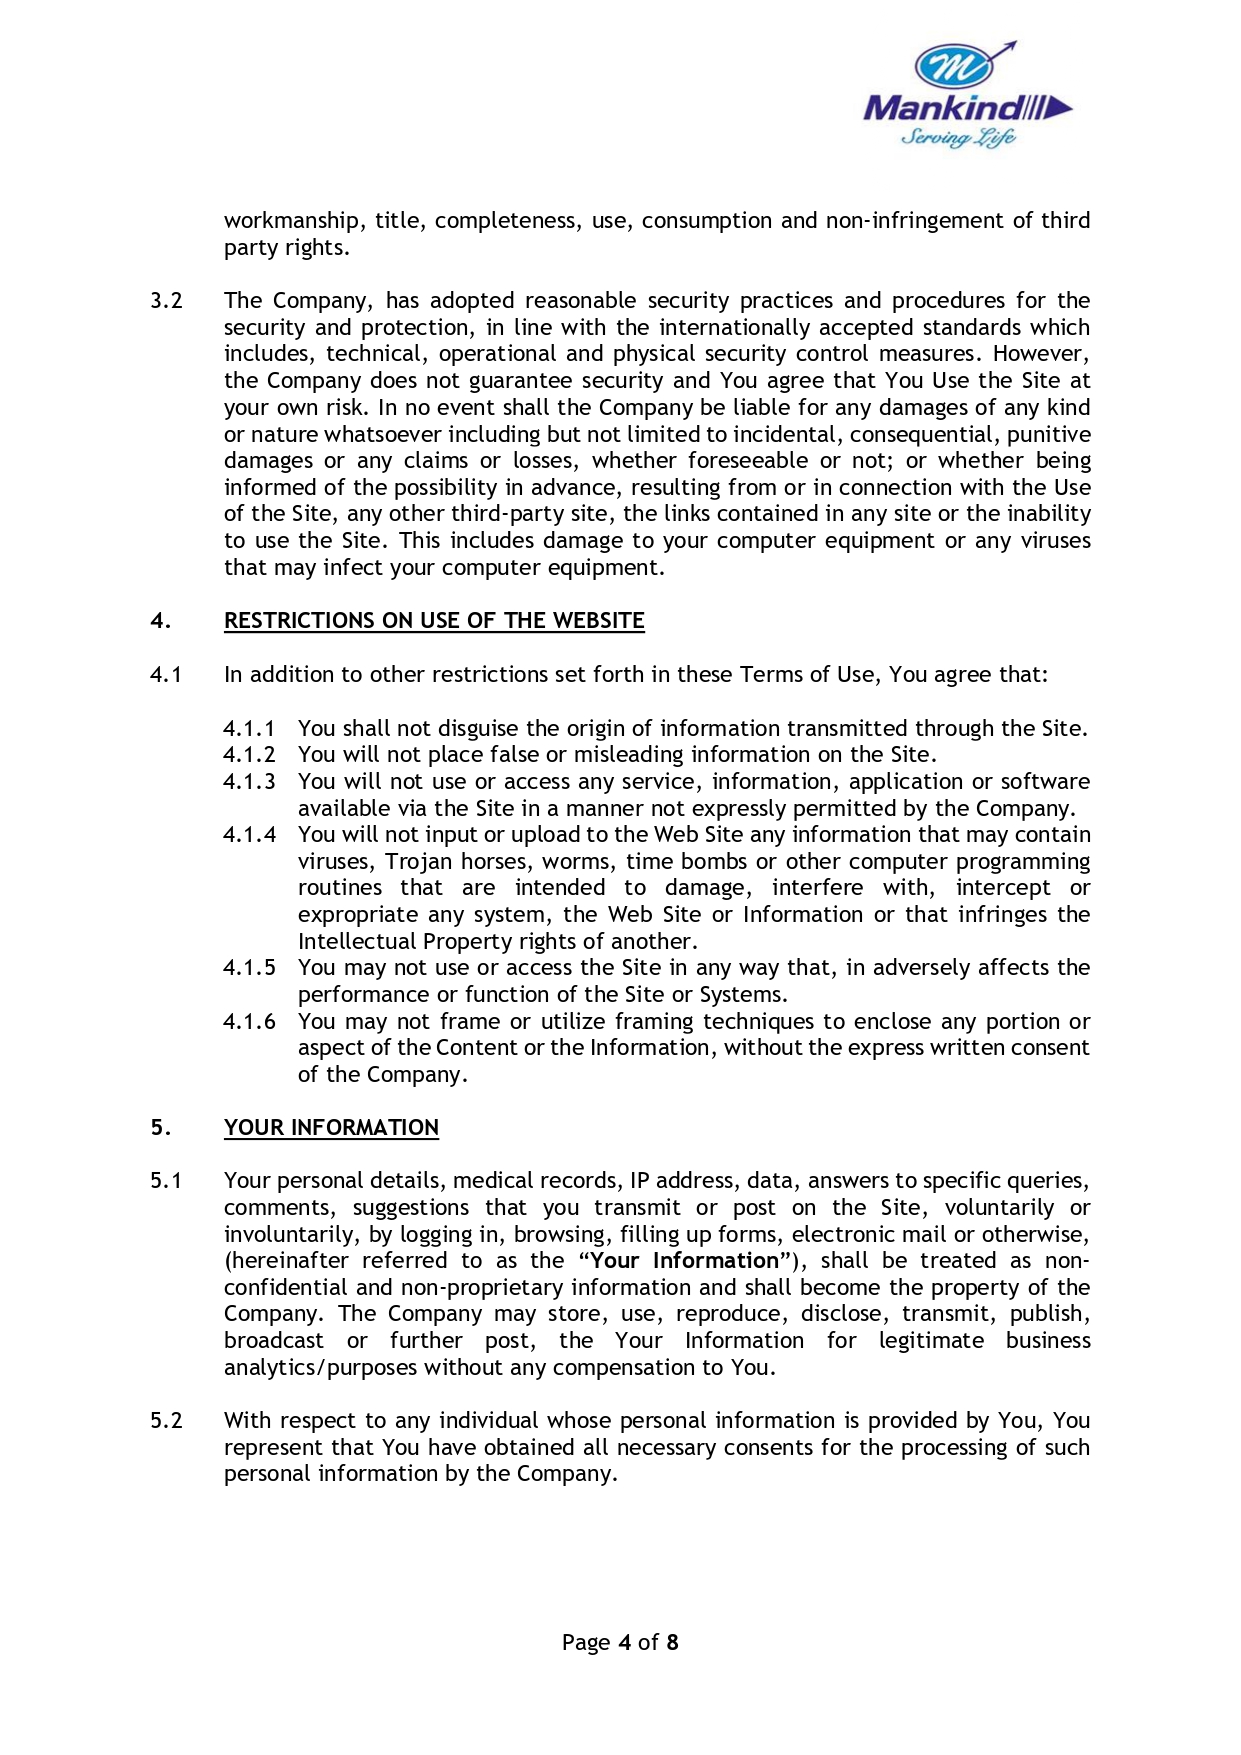 m
Mankind
Serving Life
workmanship, title, completeness, use, consumption and non-infringement of third
party rights.
3.2 The Company, has adopted reasonable security practices and procedures for the
security and protection, in line with the internationally accepted standards which
includes, technical, operational and physical security control measures. However,
the Company does not guarantee security and You agree that You Use the Site at
your own risk. In no event shall the Company be liable for any damages of any kind
or nature whatsoever including but not limited to incidental, consequential, punitive
damages or any claims or losses, whether foreseeable or not; or whether being
informed of the possibility in advance, resulting from or in connection with the Use
of the Site, any other third-party site, the links contained in any site or the inability
to use the Site. This includes damage to your computer equipment or any viruses
that may infect your computer equipment.
4. RESTRICTIONS ON USE OF THE WEBSITE
4.1 In addition to other restrictions set forth in these Terms of Use, You agree that:
4.1.1 You shall not disguise the origin of information transmitted through the Site.
4.1.2 You will not place false or misleading information on the Site.
4.1.3 You will not use or access any service, information, application or software
available via the Site in a manner not expressly permitted by the Company.
4.1.4 You will not input or upload to the Web Site any information that may contain
viruses, Trojan horses, worms, time bombs or other computer programming
routines that are intended to damage, interfere with, intercept or
expropriate any system, the Web Site or Information or that infringes the
Intellectual Property rights of another.
4.1.5 You may not use or access the Site in any way that, in adversely affects the
performance or function of the Site or Systems.
4.1.6 You may not frame or utilize framing techniques to enclose any portion or
aspect of the Content or the Information, without the express written consent
of the Company.
5. YOUR INFORMATION
5.1 Your personal details, medical records, IP address, data, answers to specific queries,
comments, suggestions that you transmit or post on the Site, voluntarily or
involuntarily, by logging in, browsing, filling up forms, electronic mail or otherwise,
(hereinafter referred to as the “Your Information”), shall be treated as non-
confidential and non-proprietary information and shall become the property of the
Company. The Company may store, use, reproduce, disclose, transmit, publish,
broadcast or further post, the Your Information for legitimate business
analytics/purposes without any compensation to You.
5.2 With respect to any individual whose personal information is provided by You, You
represent that You have obtained all necessary consents for the processing of such
personal information by the Company.
Page 4 of 8